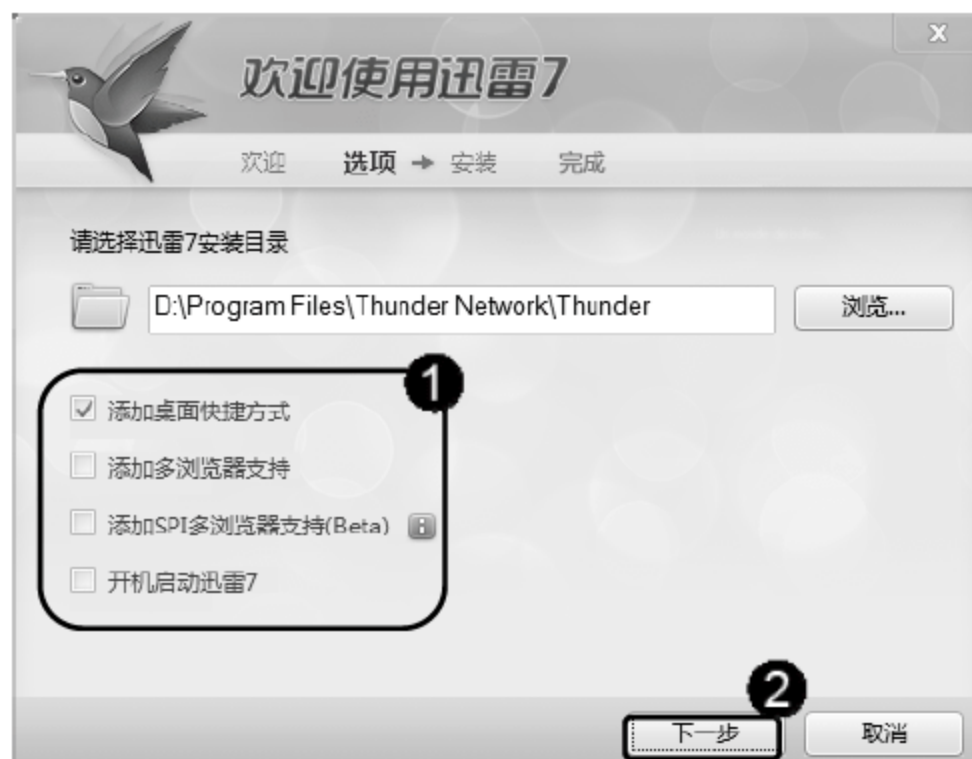 X
欢迎使用迅雷7
欢迎 选项 → 安装 完成
请选择迅雷7安装目录
D:\Program Files\Thunder Network\Thunder 浏览...
1
添加桌面快捷方式
添加多浏览器支持
添加SPI多浏览器支持(Beta)
开机启动迅雷7
2
下一步 取消